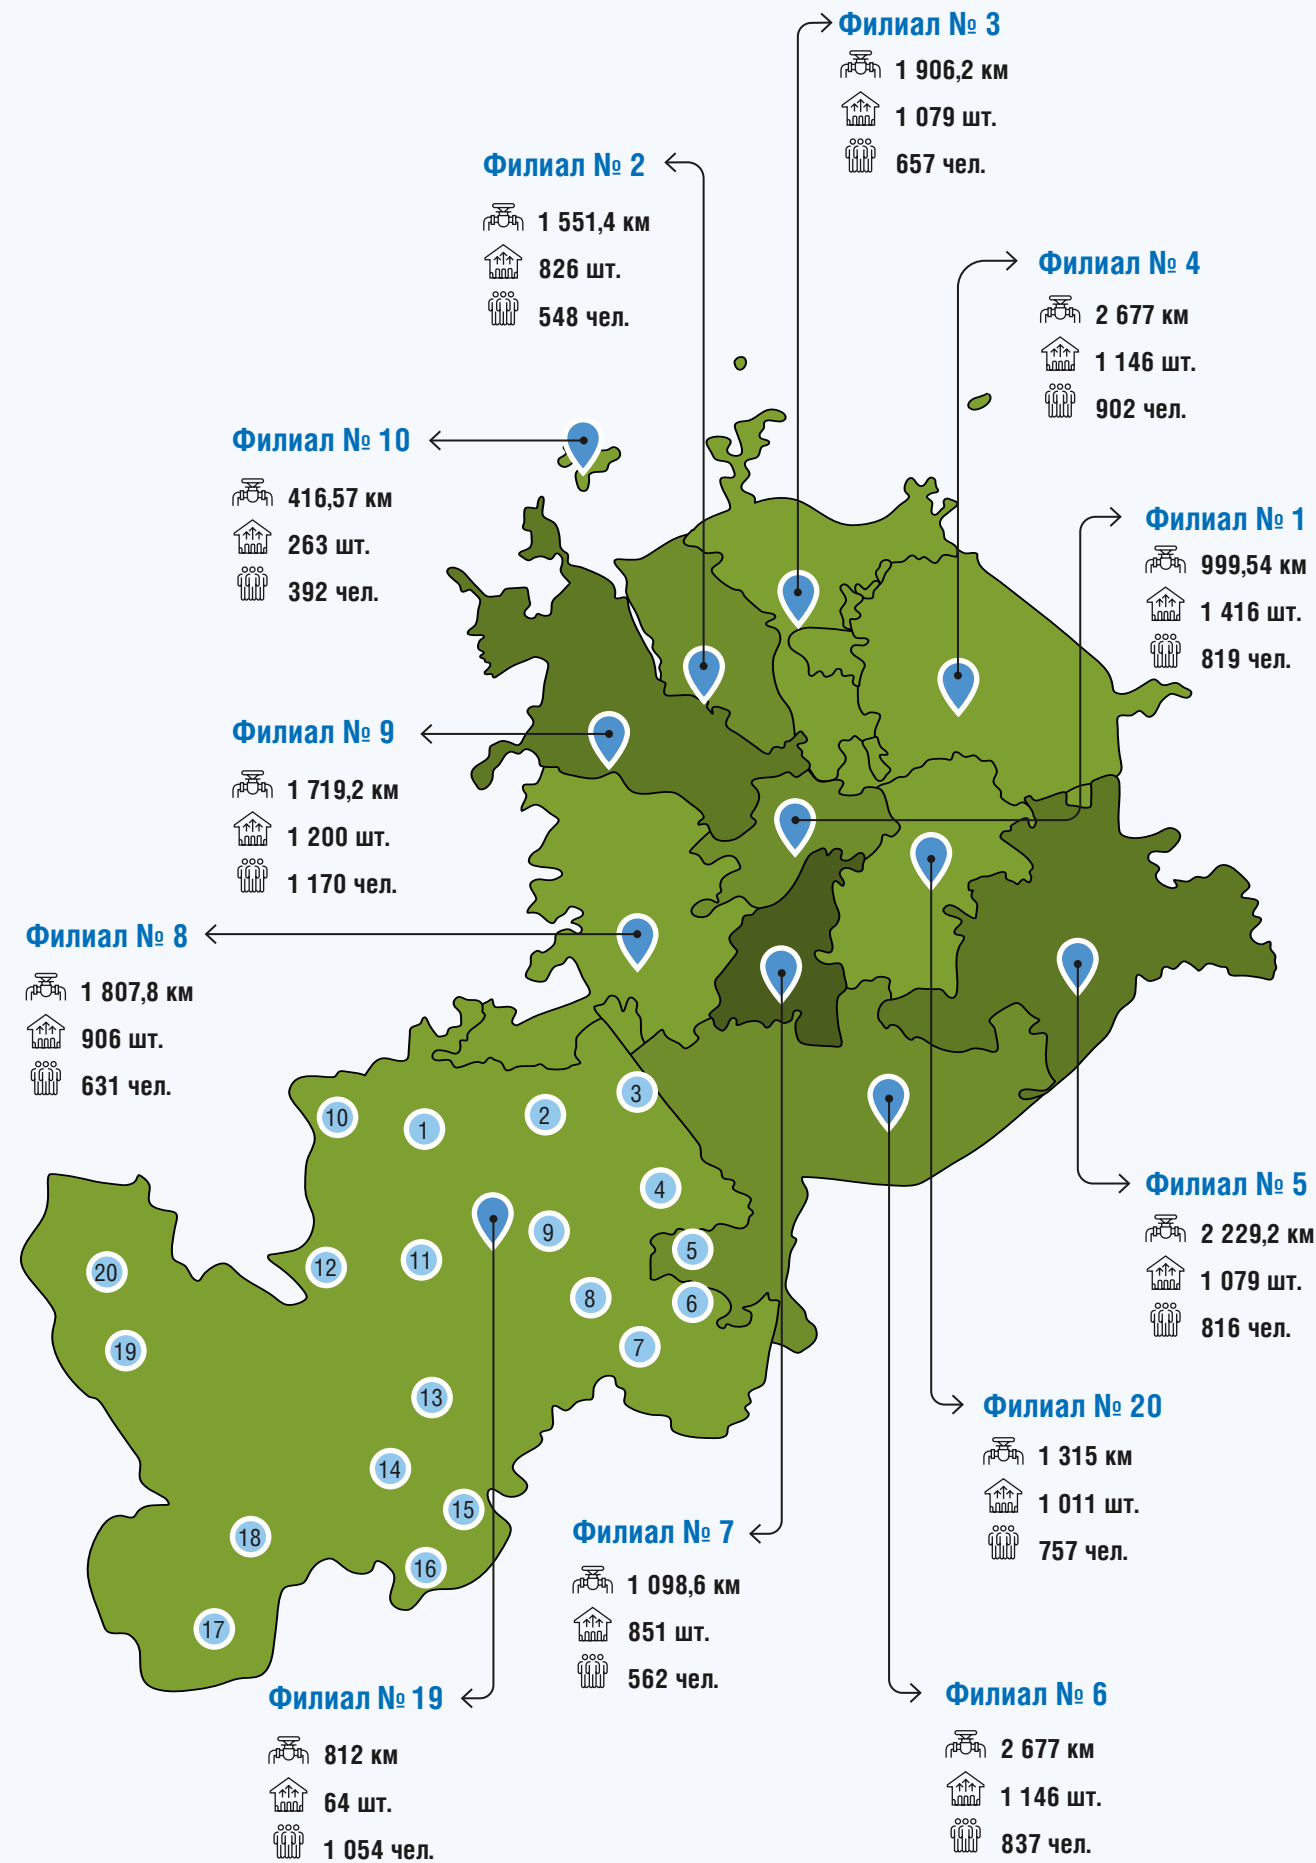 Филиал № 3
1 906,2 км
1 079 шт.
657 чел.
Филиал № 2
1 551,4 км
826 шт.
548 чел.
Филиал № 4
2 677 км
1 146 шт.
902 чел.
Филиал № 10
416,57 км
263 шт.
392 чел.
Филиал № 1
999,54 км
1 416 шт.
819 чел.
Филиал № 9
1 719,2 км
1 200 шт.
1 170 чел.
Филиал № 8
1 807,8 км
906 шт.
631 чел.
10
1
2
3
4
9
5
20
12
11
8
6
19
7
13
14
15
18
16
17
Филиал № 5
2 229,2 км
1 079 шт.
816 чел.
Филиал № 20
1 315 км
1 011 шт.
757 чел.
Филиал № 7
1 098,6 км
851 шт.
562 чел.
Филиал № 19
812 км
64 шт.
1 054 чел.
Филиал № 6
2 677 км
1 146 шт.
837 чел.